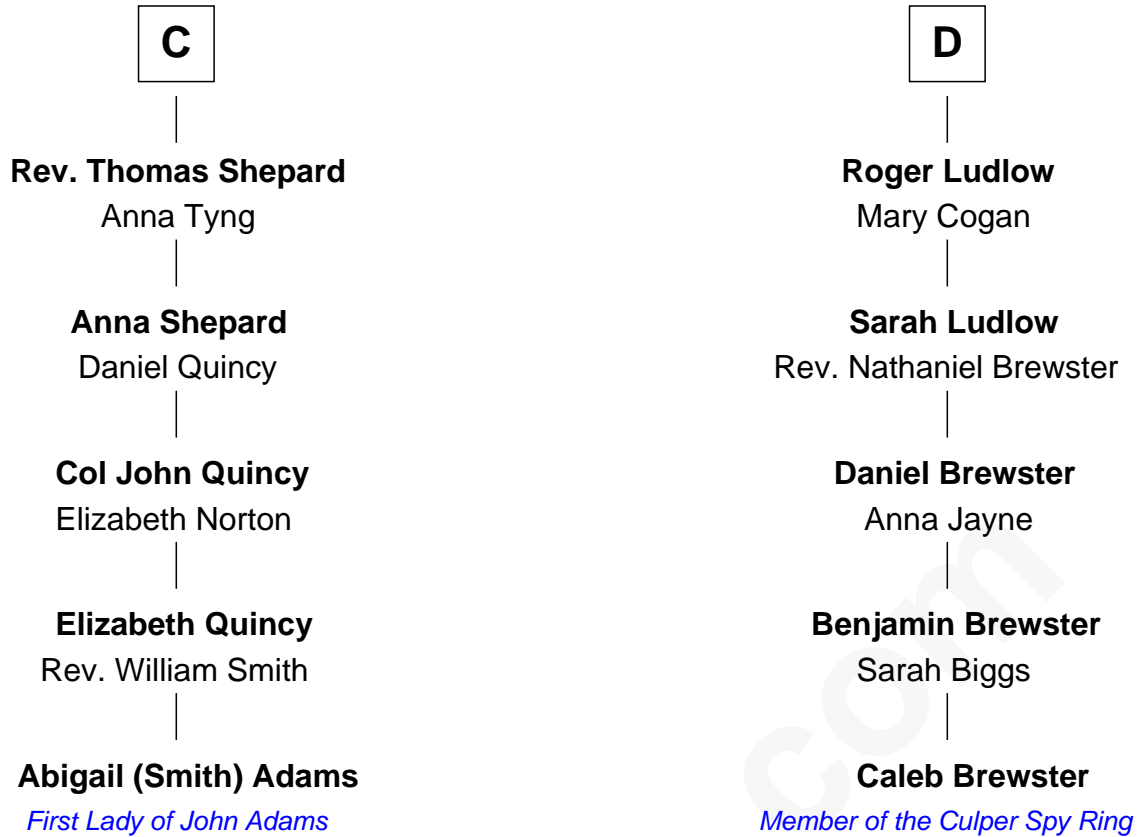 C
Rev. Thomas Shepard
Anna Tyng
Anna Shepard
Daniel Quincy
Col John Quincy
Elizabeth Norton
Elizabeth Quincy
Rev. William Smith
Abigail (Smith) Adams
First Lady of John Adams
D
Roger Ludlow
Mary Cogan
Sarah Ludlow
Rev. Nathaniel Brewster
Daniel Brewster
Anna Jayne
Benjamin Brewster
Sarah Biggs
Caleb Brewster
Member of the Culper Spy Ring
com